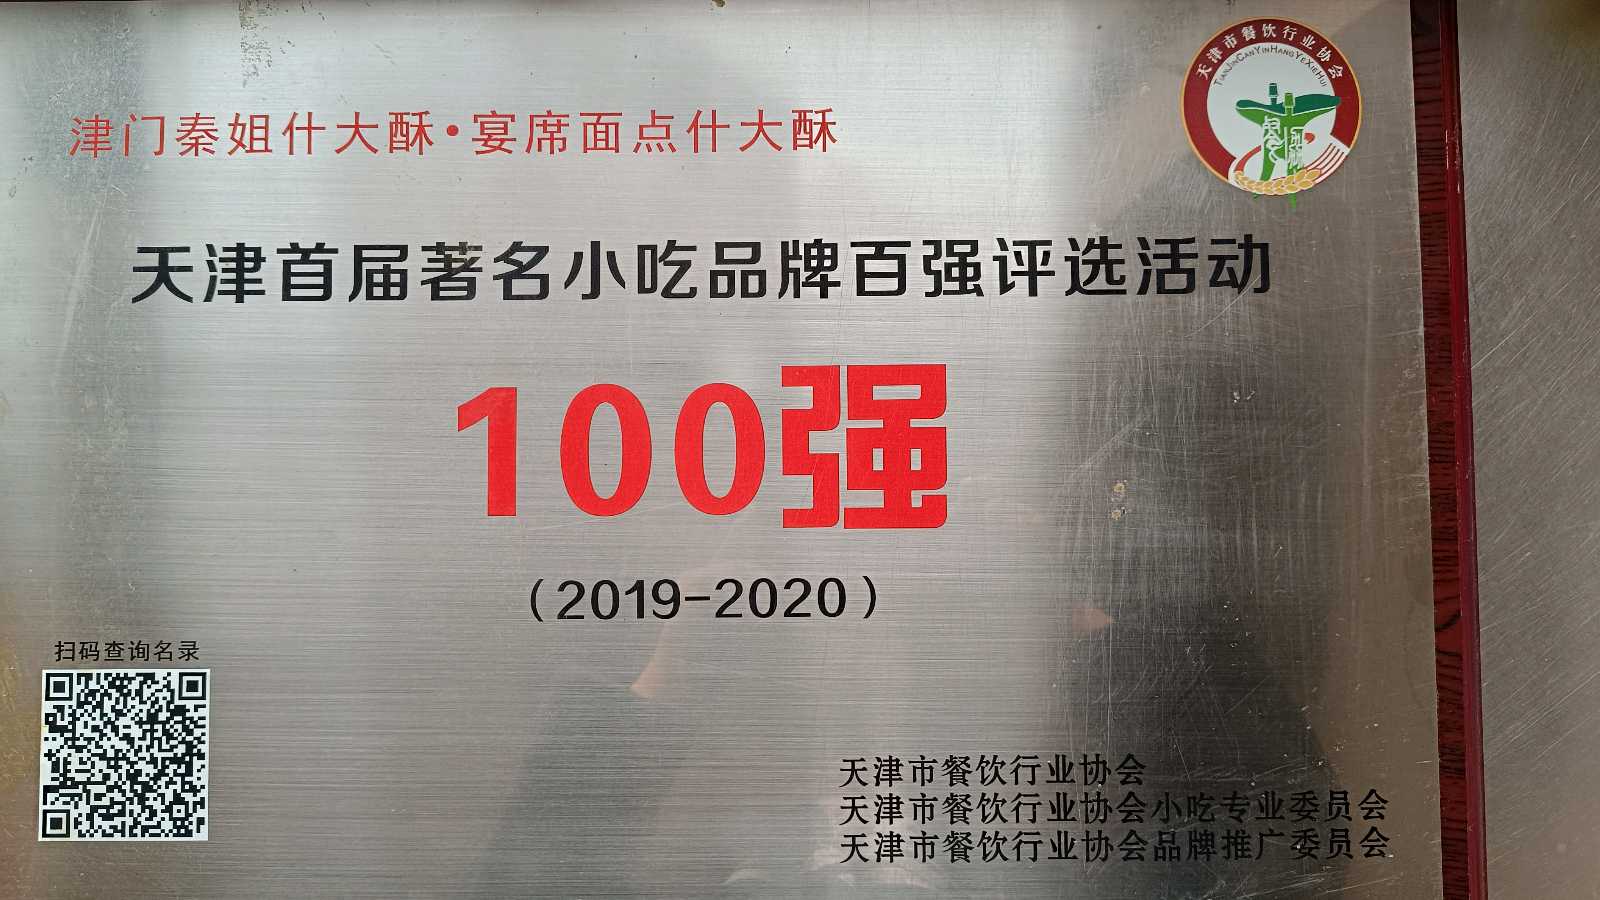 天津市餐饮行业协会
TIANJINCANYINHANGYEXIEHUI
津门秦姐什大酥·宴席面点什大酥
天津首届著名小吃品牌百强评选活动
100强
（2019-2020）
扫码查询名录
天津市餐饮行业协会
天津市餐饮行业协会小吃专业委员会
天津市餐饮行业协会品牌推广委员会